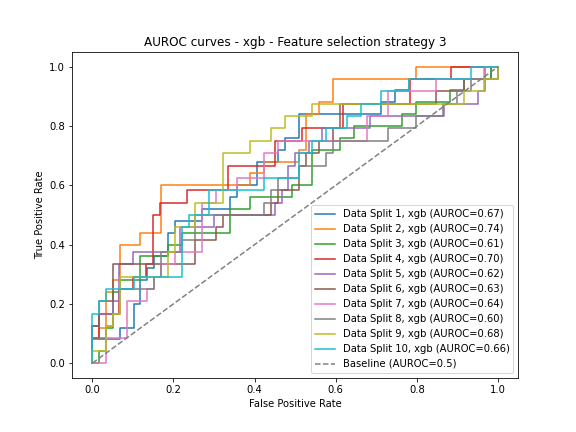 AUROC curves - xgb - Feature selection strategy 3
True Positive Rate
1.0
0.8
0.6
0.4
0.2
0.0
Data Split 1, xgb (AUROC=0.67)
Data Split 2, xgb (AUROC=0.74)
Data Split 3, xgb (AUROC=0.61)
Data Split 4, xgb (AUROC=0.70)
Data Split 5, xgb (AUROC=0.62)
Data Split 6, xgb (AUROC=0.63)
Data Split 7, xgb (AUROC=0.64)
Data Split 8, xgb (AUROC=0.60)
Data Split 9, xgb (AUROC=0.68)
Data Split 10, xgb (AUROC=0.66)
Baseline (AUROC=0.5)
0.0 0.2 0.4 0.6 0.8 1.0
False Positive Rate